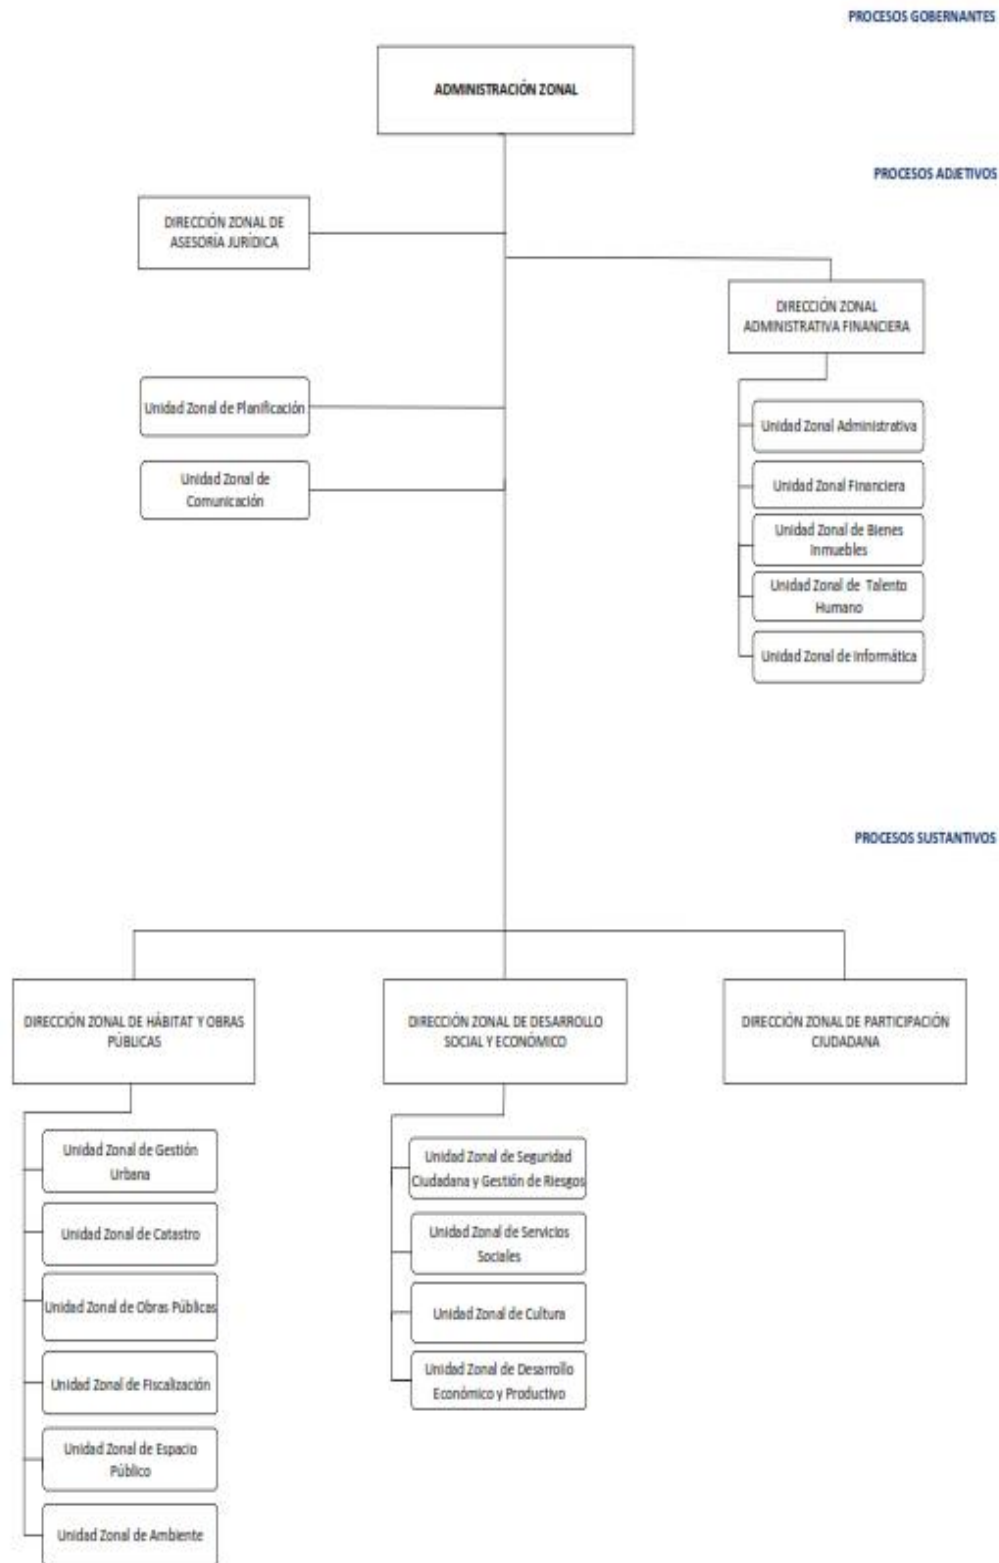 PROCESOS GOBERNANTES
ADMINISTRACIÓN ZONAL
PROCESOS ADJETIVOS
DIRECCIÓN ZONAL DE
ASESORÍA JURÍDICA
DIRECCIÓN ZONAL
ADMINISTRATIVA FINANCIERA
Unidad Zonal de Planificación
Unidad Zonal de
Comunicación
Unidad Zonal Administrativa
Unidad Zonal Financiera
Unidad Zonal de Bienes
Inmuebles
Unidad Zonal de Talento
Humano
Unidad Zonal de Informática
PROCESOS SUSTANTIVOS
DIRECCIÓN ZONAL DE HÁBITAT Y OBRAS
PÚBLICAS
Unidad Zonal de Gestión
Urbana
Unidad Zonal de Catastro
Unidad Zonal de Obras Públicas
Unidad Zonal de Fiscalización
Unidad Zonal de Espacio
Público
Unidad Zonal de Ambiente
DIRECCIÓN ZONAL DE DESARROLLO
SOCIAL Y ECONÓMICO
Unidad Zonal de Seguridad
Ciudadana y Gestión de Riesgos
Unidad Zonal de Servicios
Sociales
Unidad Zonal de Cultura
Unidad Zonal de Desarrollo
Económico y Productivo
DIRECCIÓN ZONAL DE PARTICIPACIÓN
CIUDADANA